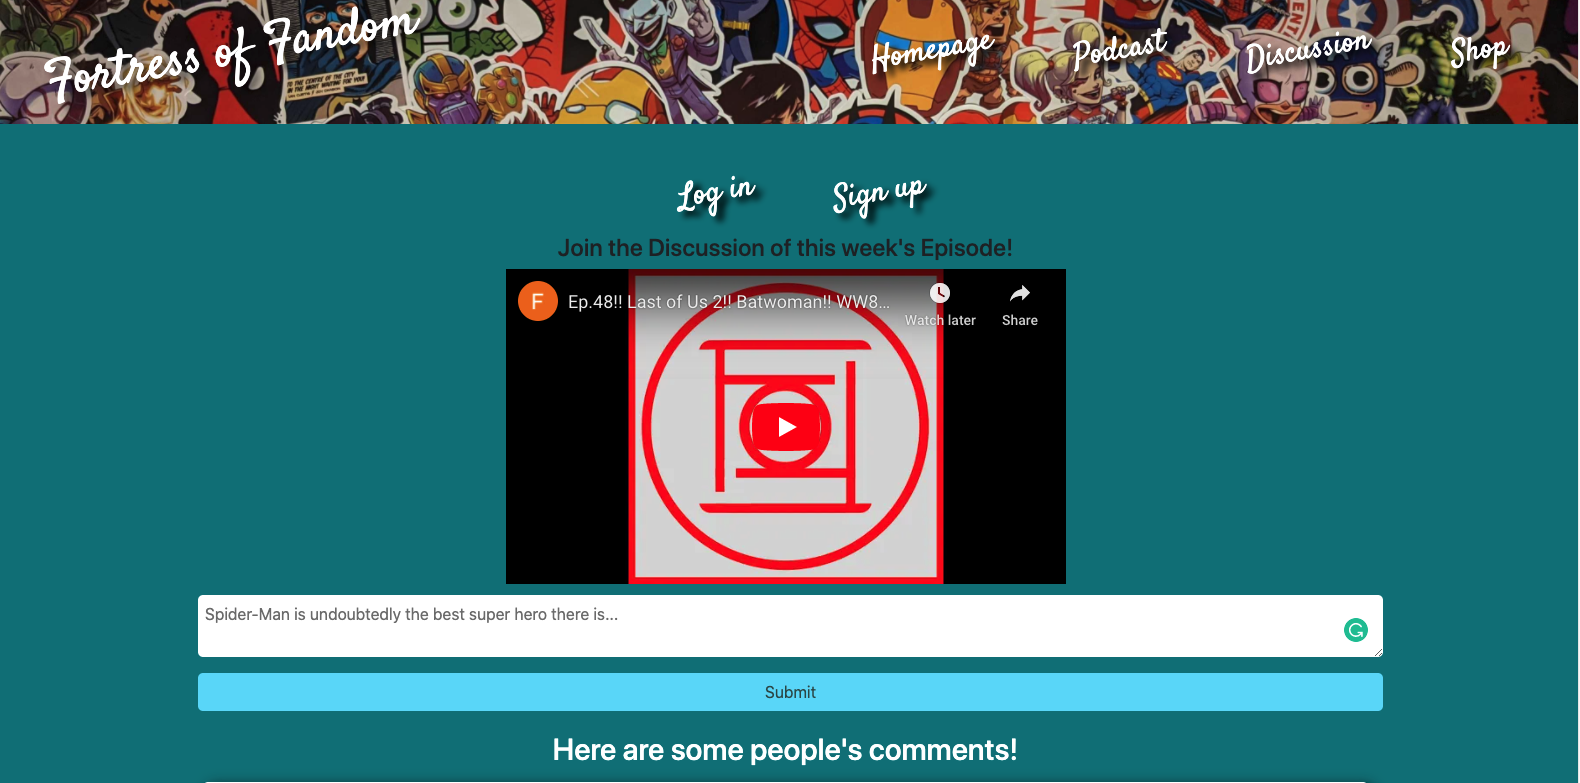 Fortress of Fandom
Homepage
Podcast
Discussion
Shop
Log in
Sign up
Join the Discussion of this week's Episode!
F
Ep.48!! Last of Us 2!! Batwoman!! WW8...
Watch later
Share
Spider-Man is undoubtedly the best super hero there is...
Submit
Here are some people's comments!